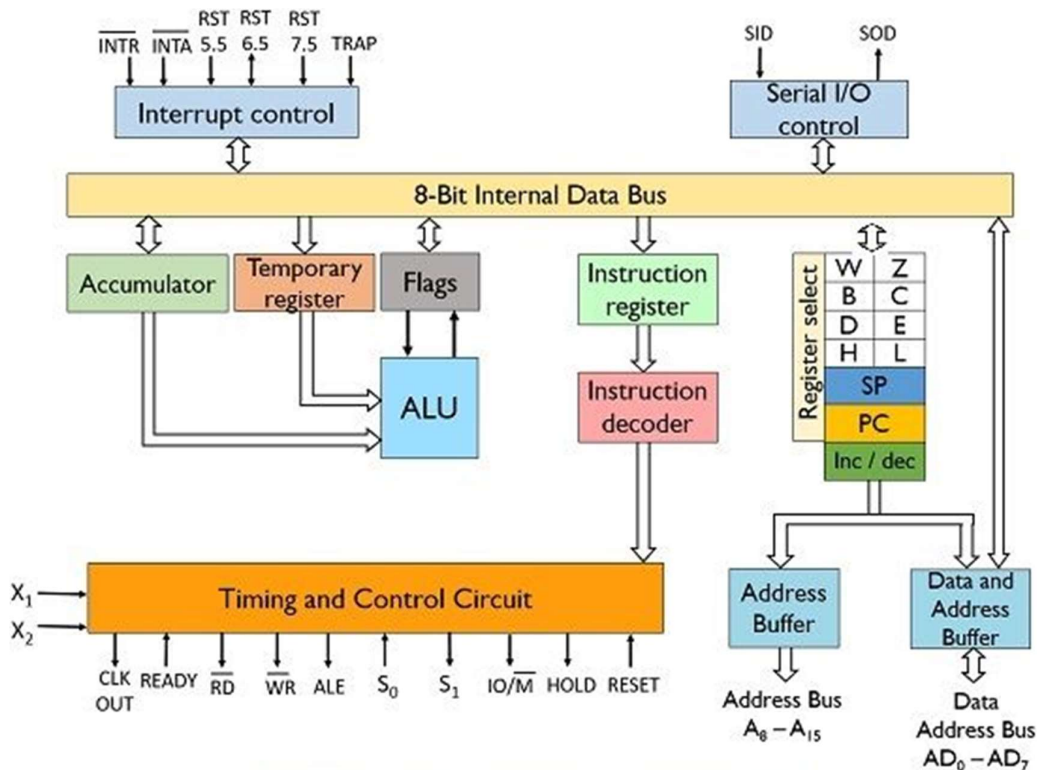 INTR INTA RST 5.5 RST 6.5 RST 7.5 TRAP
SID SOD
Interrupt control
Serial I/O
control
8-Bit Internal Data Bus
Accumulator
Temporary
register
Flags
Instruction
register
Register select
W Z
B C
D E
H L
SP
PC
Inc / dec
ALU
Instruction
decoder
X₁
X₂
Timing and Control Circuit
Address
Buffer
Data and
Address
Buffer
CLK
OUT
READY
RD
WR
ALE
S₀
S₁
IO/M
HOLD
RESET
Address Bus
A₈ – A₁₅
Data
Address Bus
AD₀ – AD₇